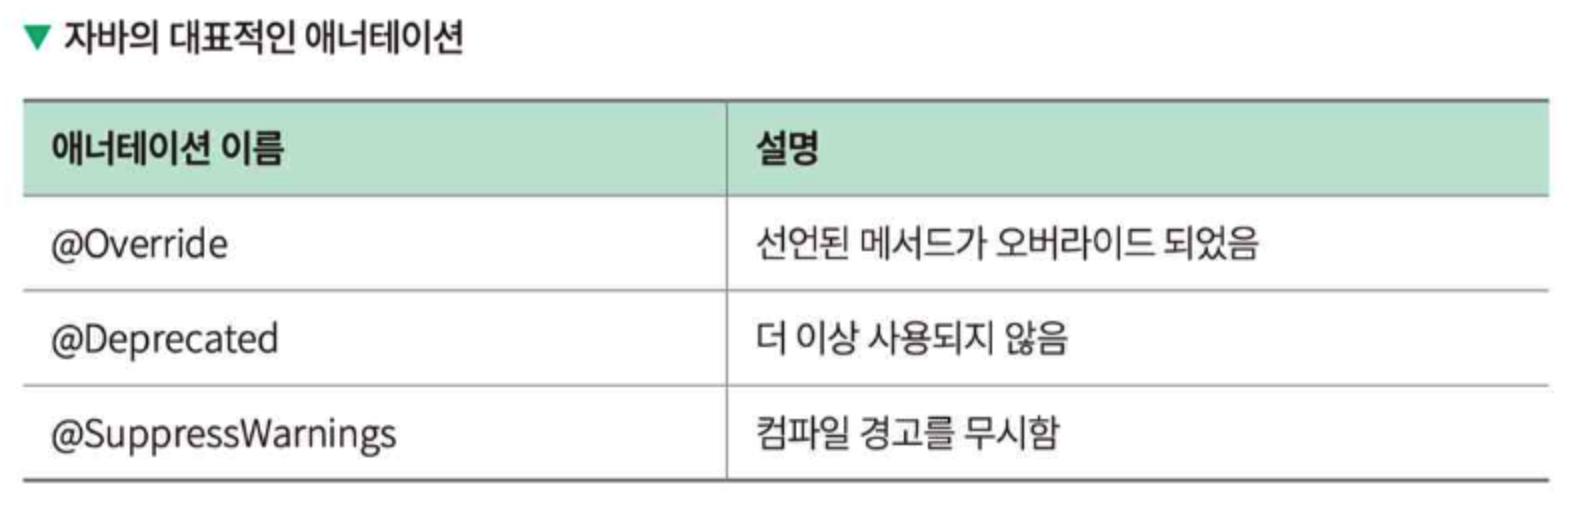 ▼ 자바의 대표적인 애너테이션
애너테이션 이름 설명
@Override 선언된 메서드가 오버라이드 되었음
@Deprecated 더 이상 사용되지 않음
@SuppressWarnings 컴파일 경고를 무시함